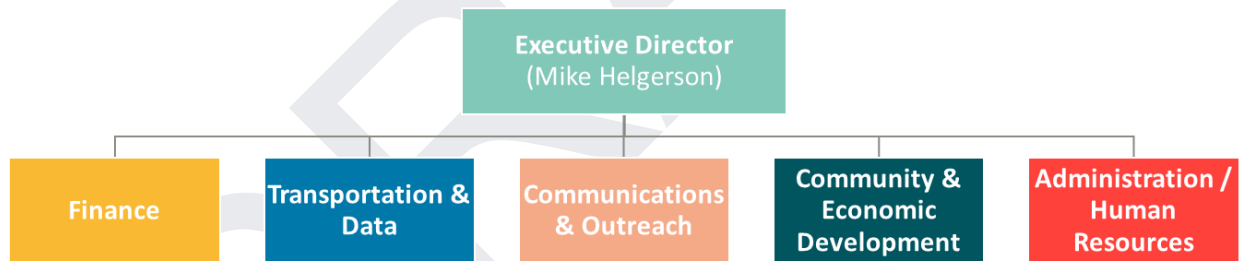 Executive Director
(Mike Helgerson)
Finance
Transportation &
Data
Communications
& Outreach
Community &
Economic
Development
Administration /
Human
Resources